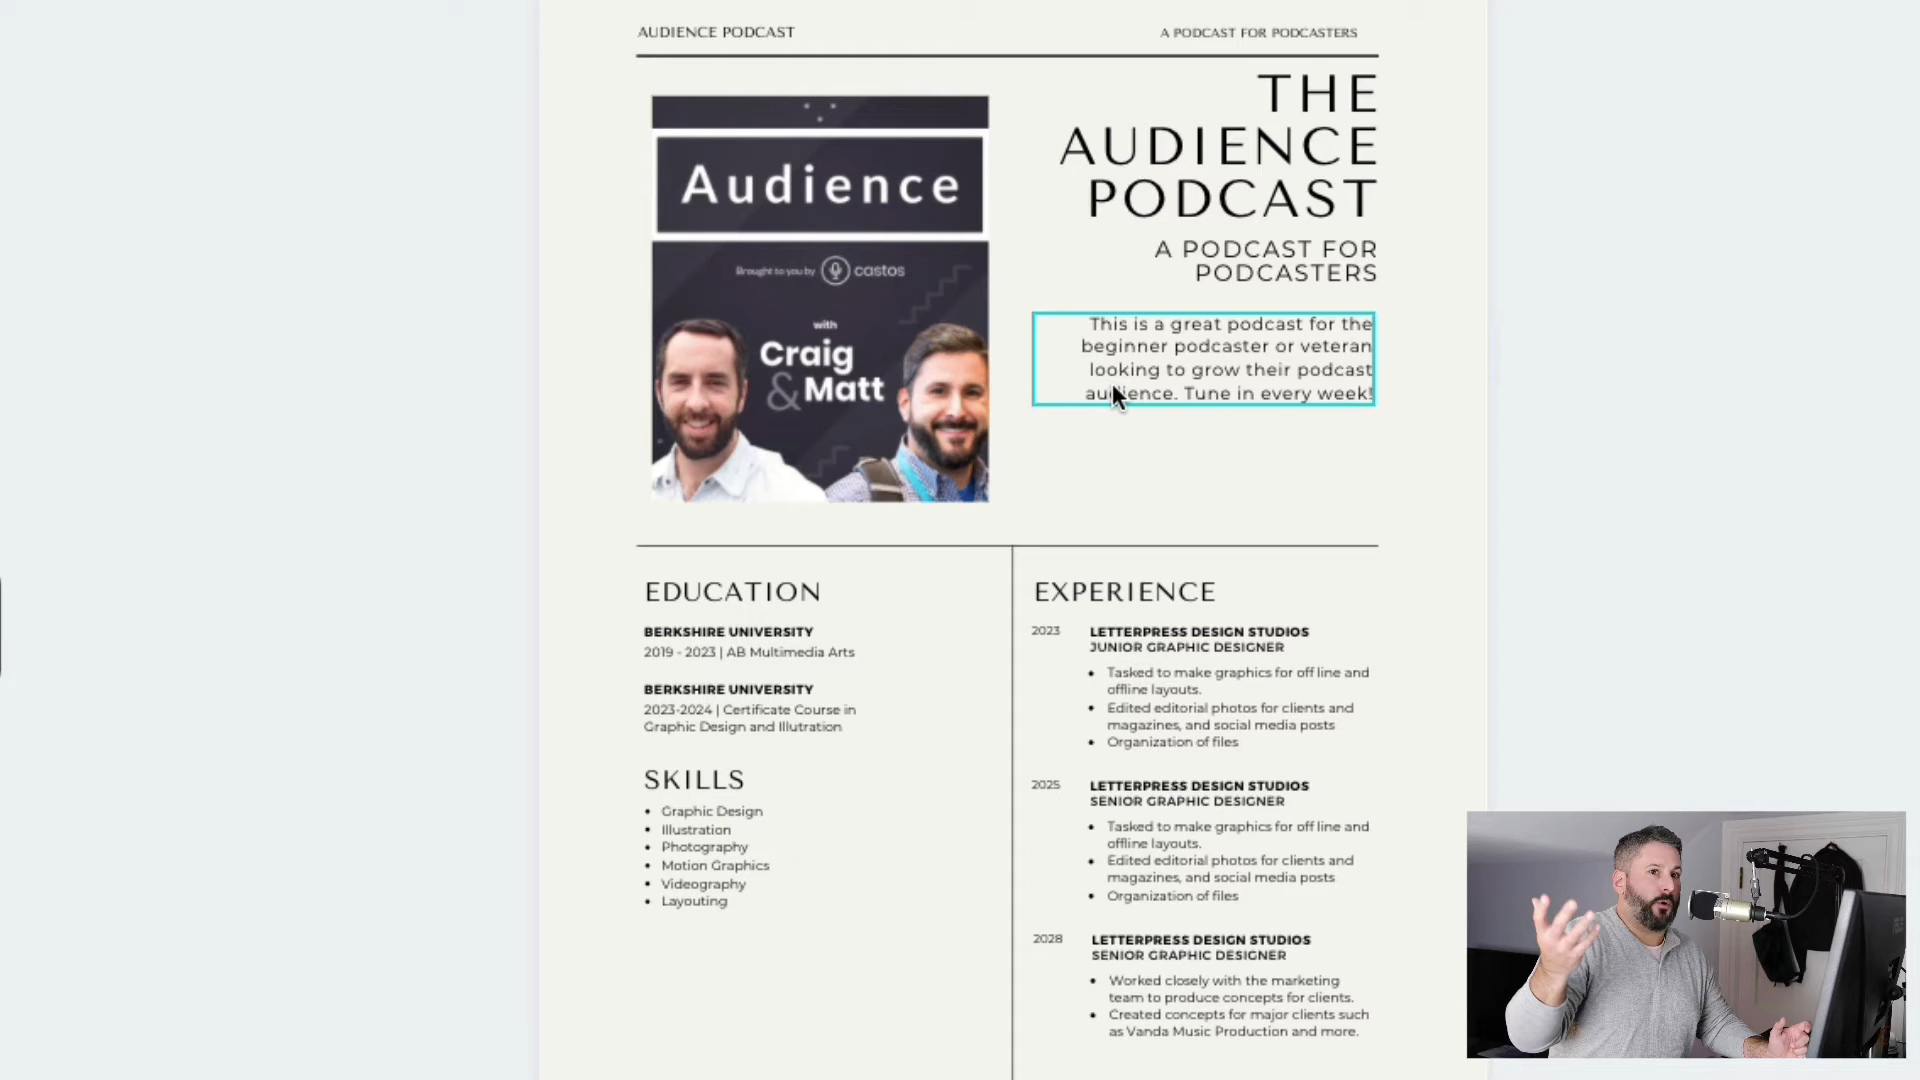 AUDIENCE PODCAST
A PODCAST FOR PODCASTERS
Audience
Brought to you by castos
with
Craig
& Matt
THE
AUDIENCE
PODCAST
A PODCAST FOR
PODCASTERS
This is a great podcast for the
beginner podcaster or veteran
looking to grow their podcast
audience. Tune in every week!
EDUCATION
BERKSHIRE UNIVERSITY
2019 - 2023 | AB Multimedia Arts
BERKSHIRE UNIVERSITY
2023-2024 | Certificate Course in
Graphic Design and Illutration
SKILLS
• Graphic Design
• Illustration
• Photography
• Motion Graphics
• Videography
• Layouting
EXPERIENCE
2023
LETTERPRESS DESIGN STUDIOS
JUNIOR GRAPHIC DESIGNER
• Tasked to make graphics for off line and
offline layouts.
• Edited editorial photos for clients and
magazines, and social media posts
• Organization of files
2025
LETTERPRESS DESIGN STUDIOS
SENIOR GRAPHIC DESIGNER
• Tasked to make graphics for off line and
offline layouts.
• Edited editorial photos for clients and
magazines, and social media posts
• Organization of files
2028
LETTERPRESS DESIGN STUDIOS
SENIOR GRAPHIC DESIGNER
• Worked closely with the marketing
team to produce concepts for clients.
• Created concepts for major clients such
as Vanda Music Production and more.